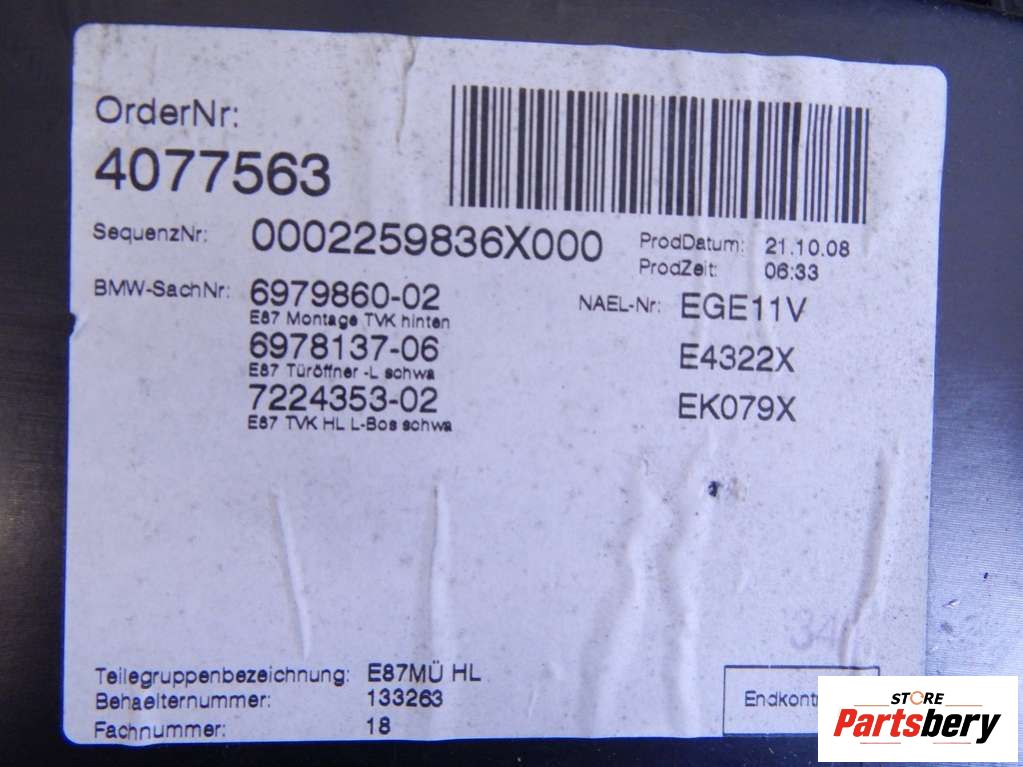 OrderNr:
4077563
SequenzNr: 0002259836X000 ProdDatum: 21.10.08
ProdZeit: 06:33
BMW-SachNr: 6979860-02 NAEL-Nr: EGE11V
E87 Montage TVK hinten
6978137-06 E4322X
E87 Türöffner -L schwa
7224353-02 EK079X
E87 TVK HL L-Bos schwa
Teilegruppenbezeichnung: E87MÜ HL
Behaelternummer: 133263
Fachnummer: 18
Endkont
STORE
Partsbery